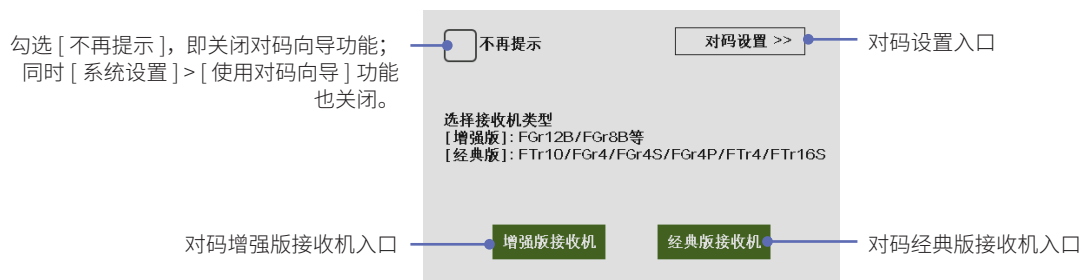 勾选 [ 不再提示 ]，即关闭对码向导功能；
同时 [ 系统设置 ] > [ 使用对码向导 ] 功能
也关闭。
不再提示
对码设置 >>
对码设置入口
选择接收机类型
[增强版]: FGr12B/FGr8B等
[经典版]: FTr10/FGr4/FGr4S/FGr4P/FTr4/FTr16S
对码增强版接收机入口
增强版接收机
经典版接收机
对码经典版接收机入口